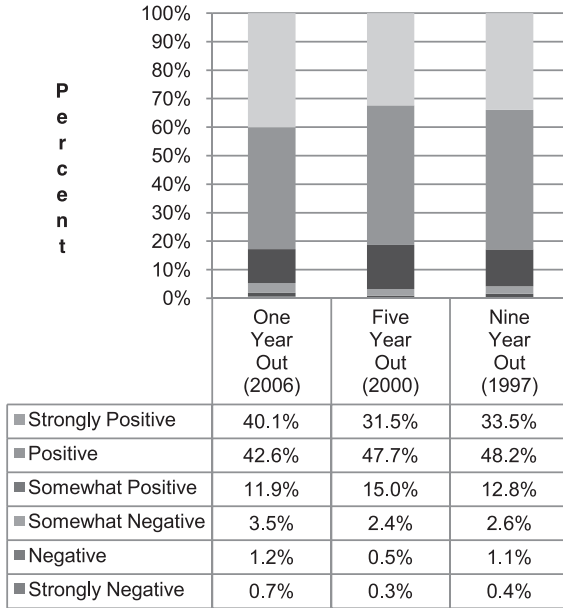 100%
90%
80%
70%
60%
50%
40%
30%
20%
10%
0%
P
e
r
c
e
n
t
One Year Out (2006)
Five Year Out (2000)
Nine Year Out (1997)
Strongly Positive 40.1% 31.5% 33.5%
Positive 42.6% 47.7% 48.2%
Somewhat Positive 11.9% 15.0% 12.8%
Somewhat Negative 3.5% 2.4% 2.6%
Negative 1.2% 0.5% 1.1%
Strongly Negative 0.7% 0.3% 0.4%